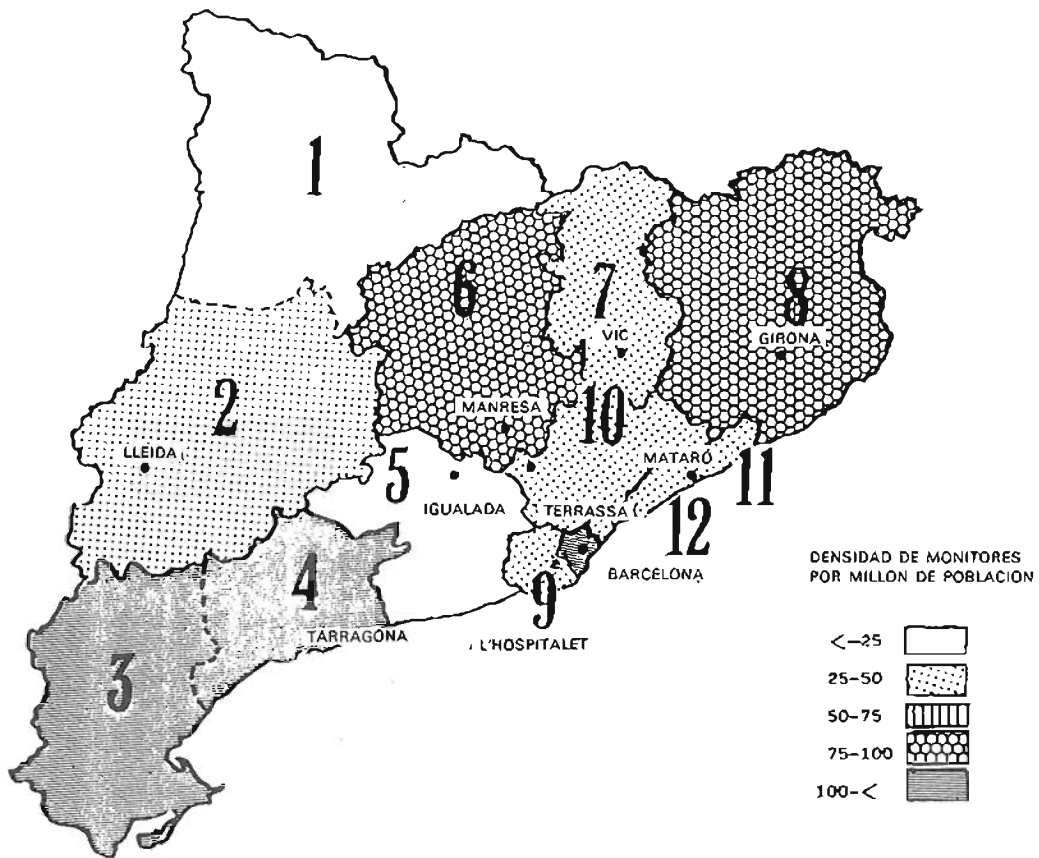 1
6
7
8
VIC
GIRONA
2
MANRESA
10
LLEIDA
5
MATARÓ
11
IGUALADA
TERRASSA
12
4
BARCELONA
9
TARRAGONA
L'HOSPITALET
3
DENSIDAD DE MONITORES
POR MILLON DE POBLACION
<-25
25-50
50-75
75-100
100-<